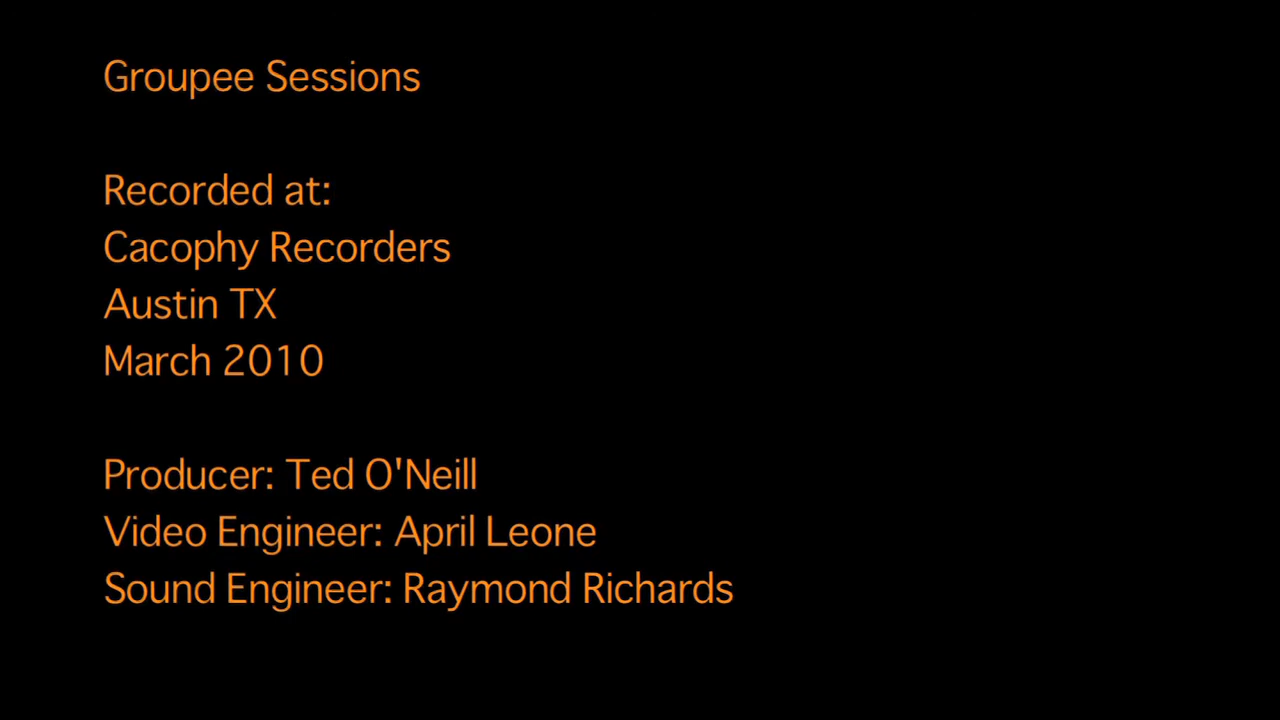 Groupee Sessions
Recorded at:
Cacophy Recorders
Austin TX
March 2010
Producer: Ted O'Neill
Video Engineer: April Leone
Sound Engineer: Raymond Richards